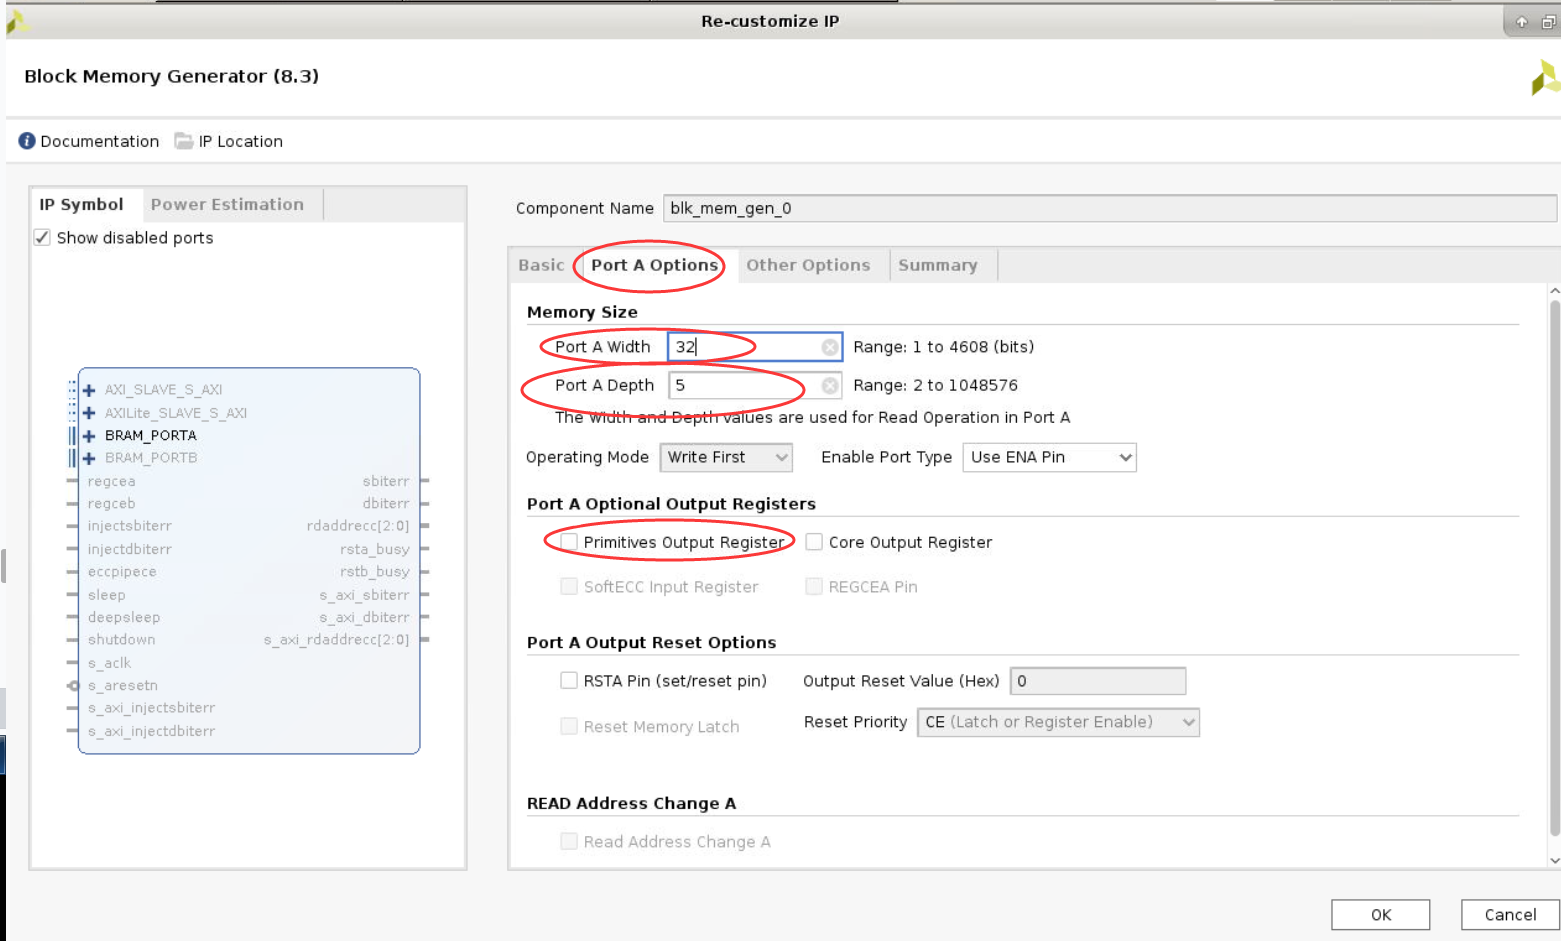 Re-customize IP
Block Memory Generator (8.3)
Documentation IP Location
IP Symbol Power Estimation
Show disabled ports
AXI_SLAVE_S_AXI
AXILite_SLAVE_S_AXI
BRAM_PORTA
BRAM_PORTB
regcea sbiterr
regceb dbiterr
injectsbiterr rdaddrecc[2:0]
injectdbiterr rsta_busy
eccpipece rstb_busy
sleep s_axi_sbiterr
deepsleep s_axi_dbiterr
shutdown s_axi_rdaddrecc[2:0]
s_aclk
s_aresetn
s_axi_injectsbiterr
s_axi_injectdbiterr
Component Name blk_mem_gen_0
Basic Port A Options Other Options Summary
Memory Size
Port A Width 32 Range: 1 to 4608 (bits)
Port A Depth 5 Range: 2 to 1048576
The Width and Depth values are used for Read Operation in Port A
Operating Mode Write First Enable Port Type Use ENA Pin
Port A Optional Output Registers
Primitives Output Register Core Output Register
SoftECC Input Register REGCEA Pin
Port A Output Reset Options
RSTA Pin (set/reset pin) Output Reset Value (Hex) 0
Reset Memory Latch Reset Priority CE (Latch or Register Enable)
READ Address Change A
Read Address Change A
OK Cancel